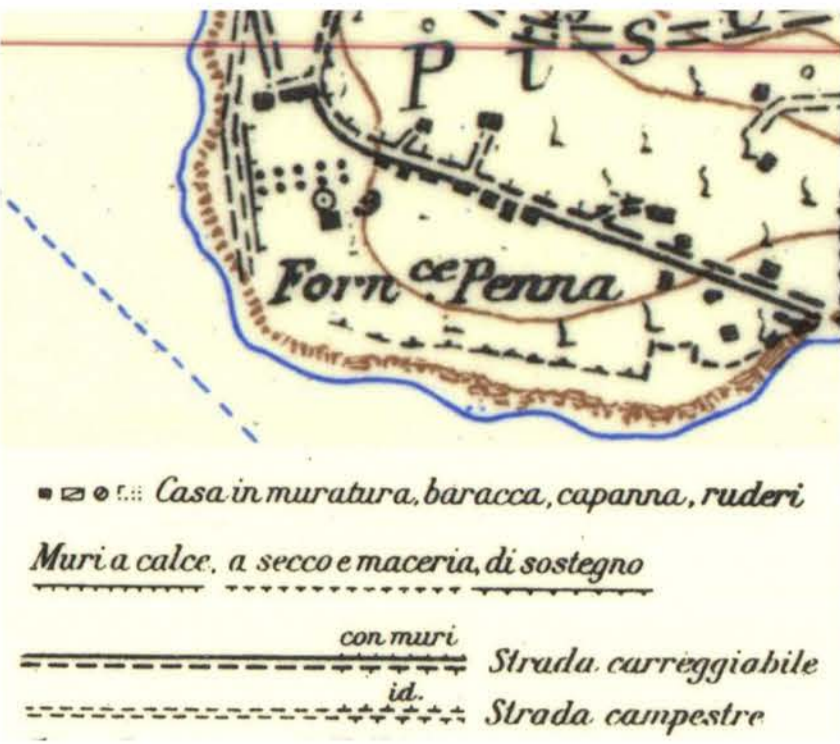 P t S
Forn.ce Penna
Casa in muratura, baracca, capanna, ruderi
Muri a calce, a secco e maceria, di sostegno
con muri
Strada carreggiabile
id.
Strada campestre